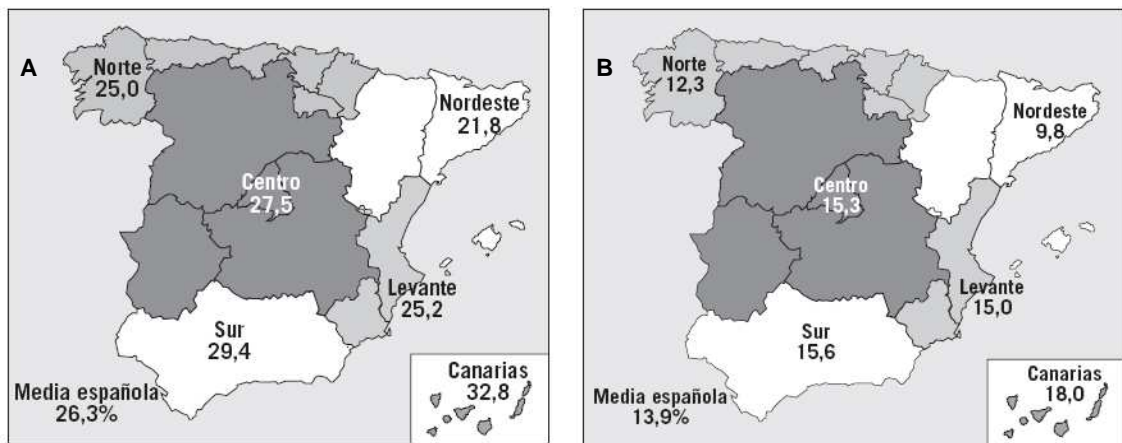 A
Norte
25,0
Nordeste
21,8
Centro
27,5
Levante
25,2
Sur
29,4
Media española
26,3%
Canarias
32,8
B
Norte
12,3
Nordeste
9,8
Centro
15,3
Levante
15,0
Sur
15,6
Media española
13,9%
Canarias
18,0